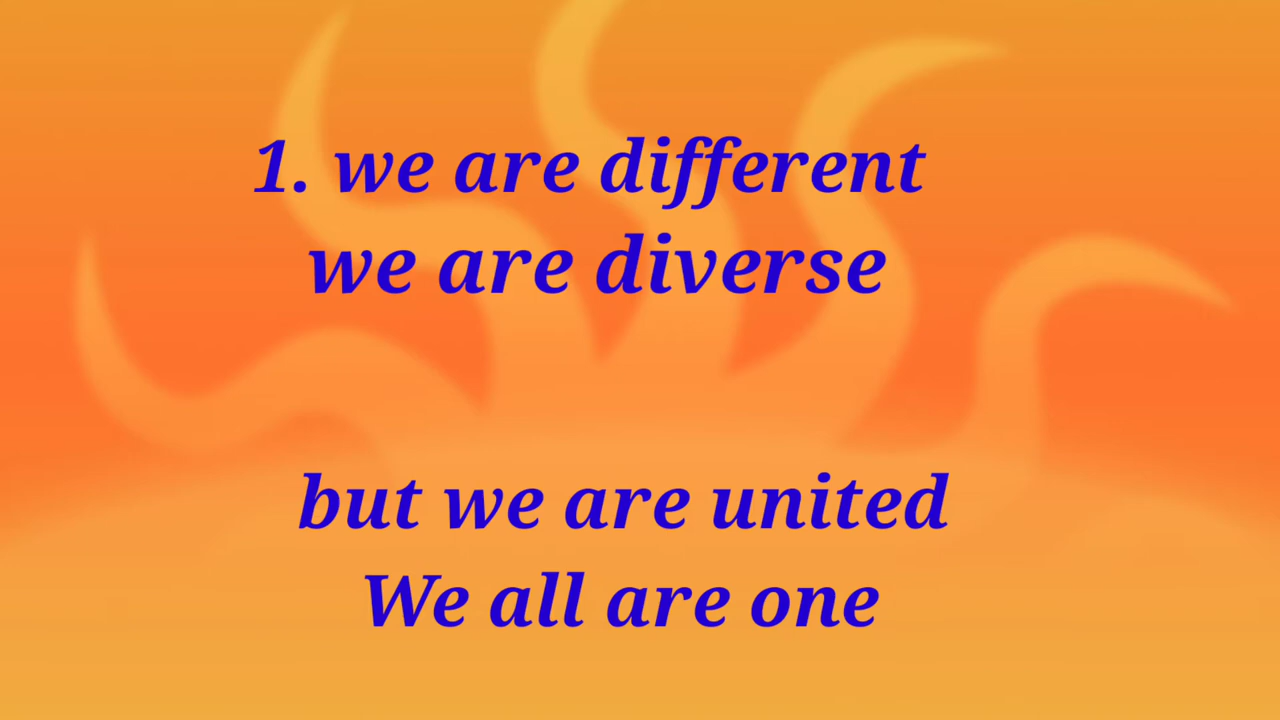 1. we are different
we are diverse
but we are united
We all are one